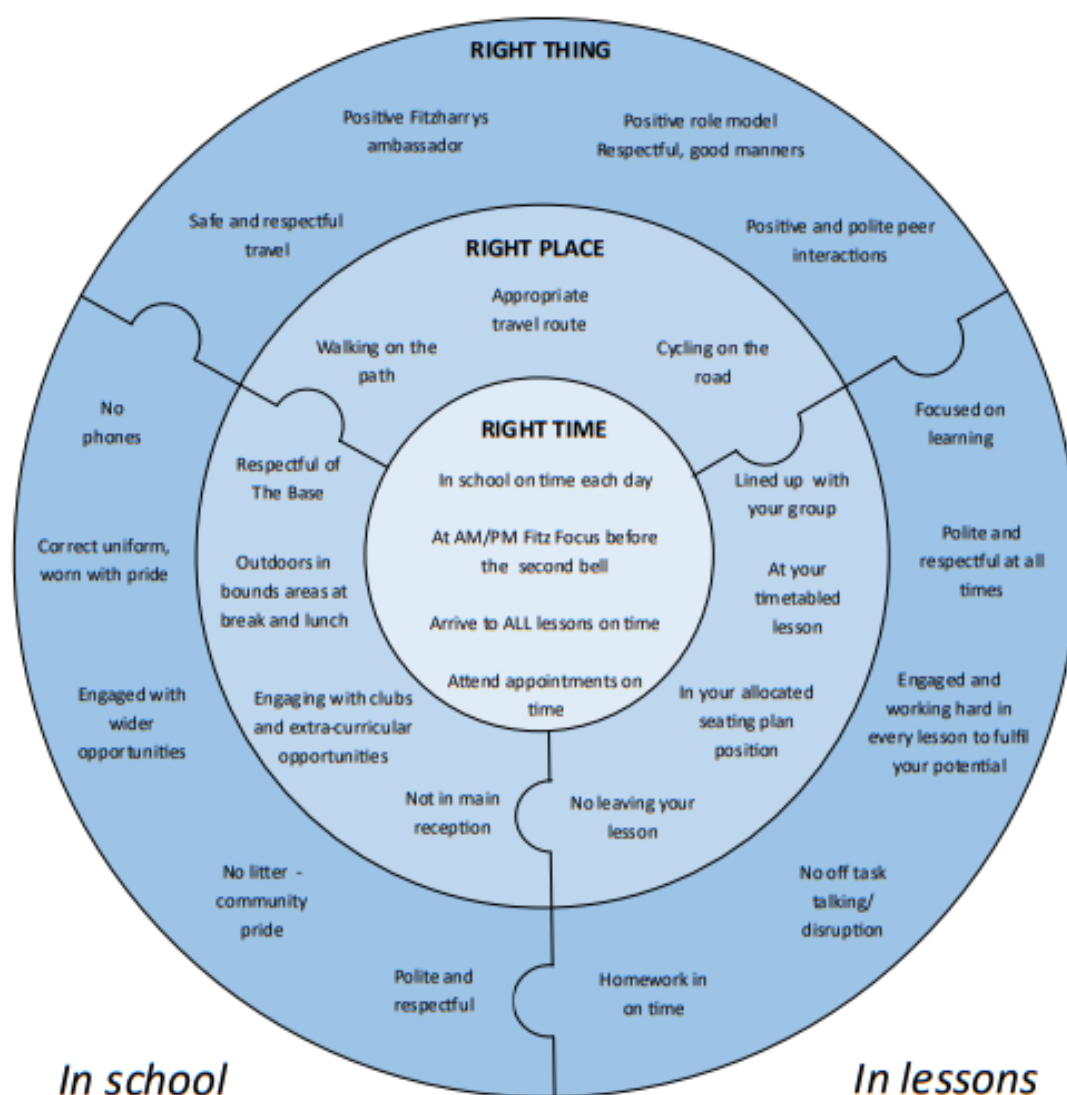 RIGHT THING
Positive Fitzharrys
ambassador
Positive role model
Respectful, good manners
Safe and respectful
travel
Positive and polite peer
interactions
RIGHT PLACE
Appropriate
travel route
Walking on the
path
Cycling on the
road
No
phones
Correct uniform,
worn with pride
Engaged with
wider
opportunities
No litter -
community
pride
Polite and
respectful
Respectful of
The Base
Outdoors in
bounds areas at
break and lunch
Engaging with clubs
and extra-curricular
opportunities
Not in main
reception
RIGHT TIME
In school on time each day
At AM/PM Fitz Focus before
the second bell
Arrive to ALL lessons on time
Attend appointments on
time
Lined up with
your group
At your
timetabled
lesson
In your allocated
seating plan
position
No leaving your
lesson
Focused on
learning
Polite and
respectful at all
times
Engaged and
working hard in
every lesson to fulfil
your potential
No off task
talking/
disruption
Homework in
on time
In school
In lessons